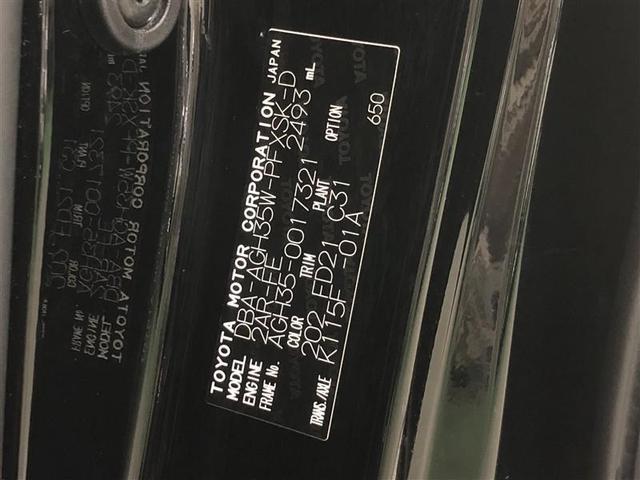 TOYOTA MOTOR CORPORATION JAPAN
MODEL DBA-AGH35W-PFXSK-D
ENGINE 2AR-FE 2493 mL
FRAME No. AGH35-0017321
COLOR TRIM PLANT OPTION
202 FD21 C31
TRANS./AXLE K115F -01A
650